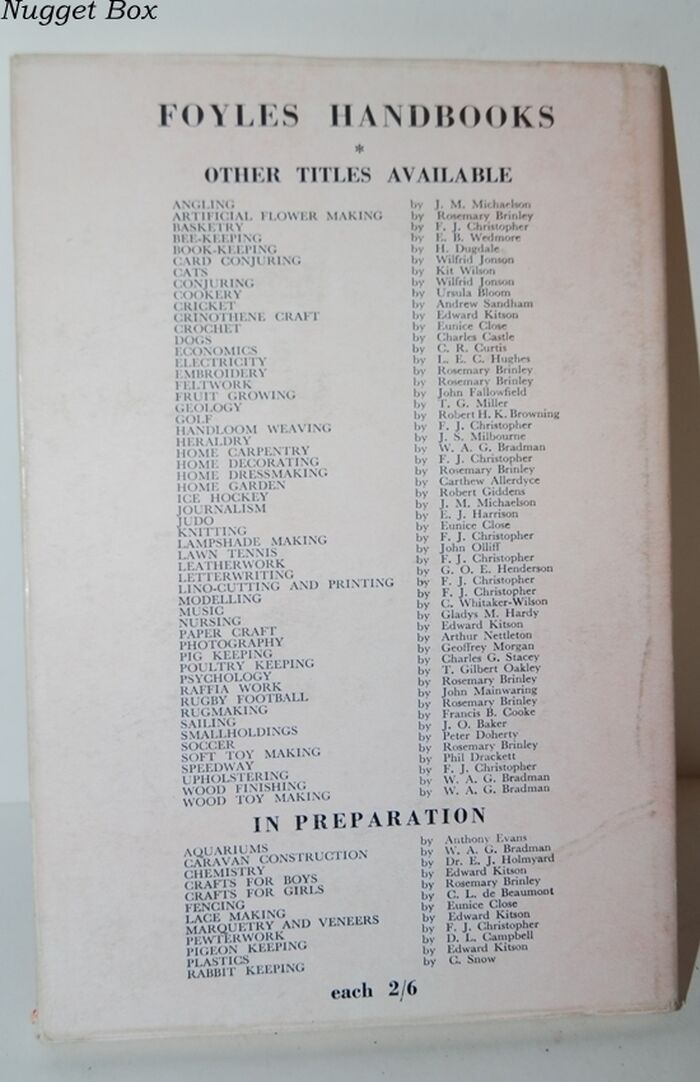 Nugget Box
FOYLES HANDBOOKS
*
OTHER TITLES AVAILABLE
ANGLING by J. M. Michaelson
ARTIFICIAL FLOWER MAKING by Rosemary Brinley
BASKETRY by F. J. Christopher
BEE-KEEPING by E. B. Wedmore
BOOK-KEEPING by H. Dugdale
CARD CONJURING by Wilfrid Jonson
CATS by Kit Wilson
CONJURING by Wilfrid Jonson
COOKERY by Ursula Bloom
CRICKET by Andrew Sandham
CRINOTHENE CRAFT by Edward Kitson
CROCHET by Eunice Close
DOGS by Charles Castle
ECONOMICS by C. R. Curtis
ELECTRICITY by L. E. C. Hughes
EMBROIDERY by Rosemary Brinley
FELTWORK by Rosemary Brinley
FRUIT GROWING by John Fallowfield
GEOLOGY by T. G. Miller
GOLF by Robert H. K. Browning
HANDLOOM WEAVING by F. J. Christopher
HERALDRY by J. S. Milbourne
HOME CARPENTRY by W. A. G. Bradman
HOME DECORATING by F. J. Christopher
HOME DRESSMAKING by Rosemary Brinley
HOME GARDEN by Carthew Allerdyce
ICE HOCKEY by Robert Giddens
JOURNALISM by J. M. Michaelson
JUDO by E. J. Harrison
KNITTING by Eunice Close
LAMPSHADE MAKING by F. J. Christopher
LAWN TENNIS by John Olliff
LEATHERWORK by F. J. Christopher
LETTERWRITING by G. O. E. Henderson
LINO-CUTTING AND PRINTING by F. J. Christopher
MODELLING by F. J. Christopher
MUSIC by C. Whitaker-Wilson
NURSING by Gladys M. Hardy
PAPER CRAFT by Edward Kitson
PHOTOGRAPHY by Arthur Nettleton
PIG KEEPING by Geoffrey Morgan
POULTRY KEEPING by Charles G. Stacey
PSYCHOLOGY by T. Gilbert Oakley
RAFFIA WORK by Rosemary Brinley
RUGBY FOOTBALL by John Mainwaring
RUGMAKING by Rosemary Brinley
SAILING by Francis B. Cooke
SMALLHOLDINGS by J. O. Baker
SOCCER by Peter Doherty
SOFT TOY MAKING by Rosemary Brinley
SPEEDWAY by Phil Drackett
UPHOLSTERING by F. J. Christopher
WOOD FINISHING by W. A. G. Bradman
WOOD TOY MAKING by W. A. G. Bradman
IN PREPARATION
AQUARIUMS by Anthony Evans
CARAVAN CONSTRUCTION by W. A. G. Bradman
CHEMISTRY by Dr. E. J. Holmyard
CRAFTS FOR BOYS by Edward Kitson
CRAFTS FOR GIRLS by Rosemary Brinley
FENCING by C. L. de Beaumont
LACE MAKING by Eunice Close
MARQUETRY AND VENEERS by Edward Kitson
PEWTERWORK by F. J. Christopher
PIGEON KEEPING by D. L. Campbell
PLASTICS by Edward Kitson
RABBIT KEEPING by C. Snow
each 2/6